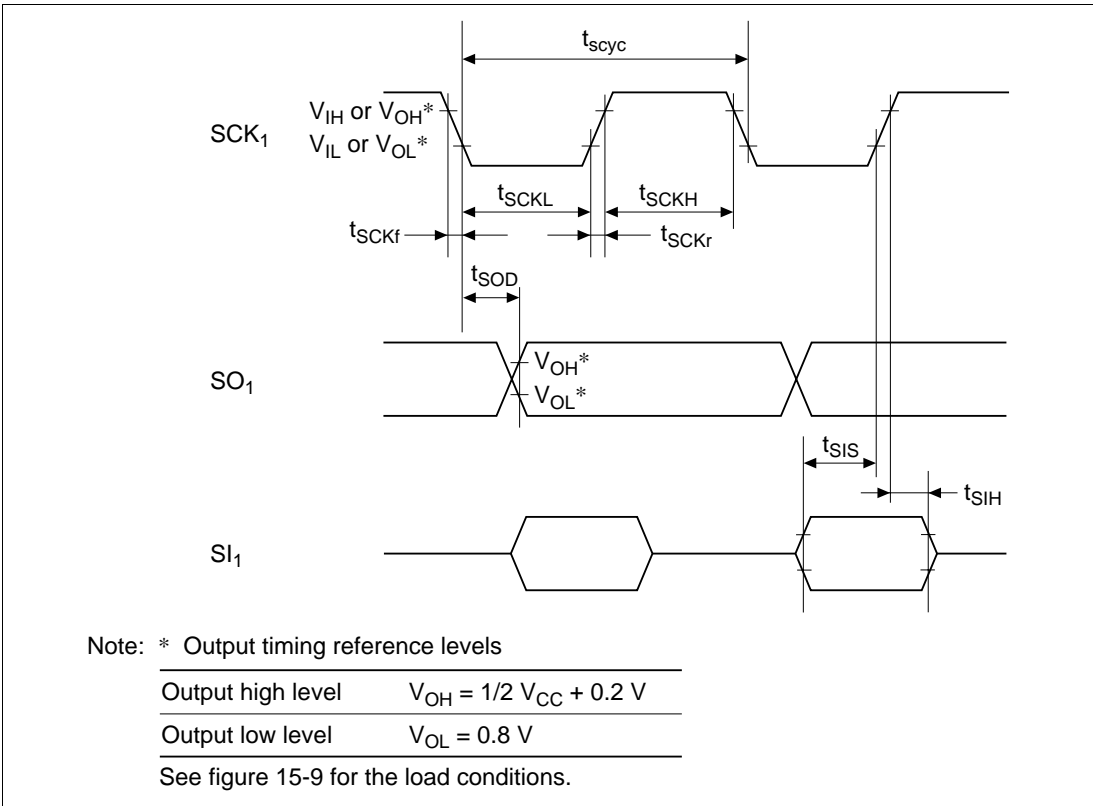 tscyc
VIH or VOH*
SCK1
VIL or VOL*
tSCKL
tSCKH
tSCKf
tSCKr
tSOD
VOH*
SO1
VOL*
tSIS
tSIH
SI1
Note: * Output timing reference levels
Output high level VOH = 1/2 VCC + 0.2 V
Output low level VOL = 0.8 V
See figure 15-9 for the load conditions.